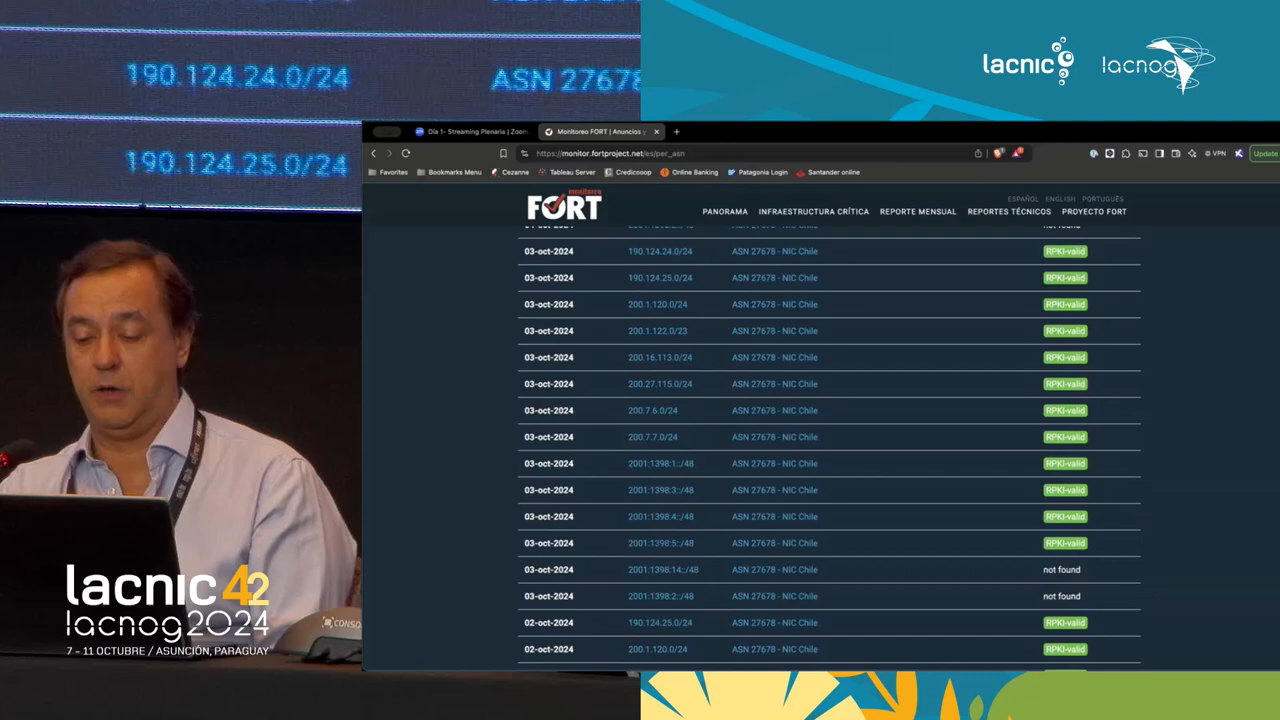 190.124.24.0/24 ASN 27678
190.124.25.0/24
lacnic
lacnog
Día 1- Streaming Plenaria | Zoom
Monitoreo FORT | Anuncios
https://monitor.fortproject.net/es/per_asn
VPN
Update
Favorites Bookmarks Menu Cezanne Tableau Server Credicooop Online Banking Patagonia Login Santander online
monitoreo
FORT
ESPAÑOL ENGLISH PORTUGUÊS
PANORAMA INFRAESTRUCTURA CRÍTICA REPORTE MENSUAL REPORTES TÉCNICOS PROYECTO FORT
03-oct-2024 190.124.24.0/24 ASN 27678 - NIC Chile RPKI-valid
03-oct-2024 190.124.25.0/24 ASN 27678 - NIC Chile RPKI-valid
03-oct-2024 200.1.120.0/24 ASN 27678 - NIC Chile RPKI-valid
03-oct-2024 200.1.122.0/23 ASN 27678 - NIC Chile RPKI-valid
03-oct-2024 200.16.113.0/24 ASN 27678 - NIC Chile RPKI-valid
03-oct-2024 200.27.115.0/24 ASN 27678 - NIC Chile RPKI-valid
03-oct-2024 200.7.6.0/24 ASN 27678 - NIC Chile RPKI-valid
03-oct-2024 200.7.7.0/24 ASN 27678 - NIC Chile RPKI-valid
03-oct-2024 2001:1398:1::/48 ASN 27678 - NIC Chile RPKI-valid
03-oct-2024 2001:1398:3::/48 ASN 27678 - NIC Chile RPKI-valid
03-oct-2024 2001:1398:4::/48 ASN 27678 - NIC Chile RPKI-valid
03-oct-2024 2001:1398:5::/48 ASN 27678 - NIC Chile RPKI-valid
03-oct-2024 2001:1398:14::/48 ASN 27678 - NIC Chile not found
03-oct-2024 2001:1398:2::/48 ASN 27678 - NIC Chile not found
02-oct-2024 190.124.25.0/24 ASN 27678 - NIC Chile RPKI-valid
02-oct-2024 200.1.120.0/24 ASN 27678 - NIC Chile RPKI-valid
lacnic 42
lacnog2024
7 - 11 OCTUBRE / ASUNCIÓN, PARAGUAY